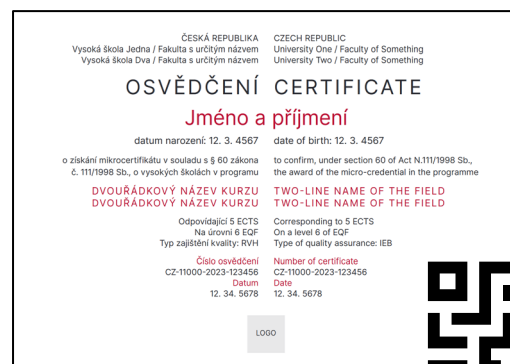 ČESKÁ REPUBLIKA CZECH REPUBLIC
Vysoká škola Jedna / Fakulta s určitým názvem University One / Faculty of Something
Vysoká škola Dva / Fakulta s určitým názvem University Two / Faculty of Something
OSVĚDČENÍ CERTIFICATE
Jméno a příjmení
datum narození: 12. 3. 4567 date of birth: 12. 3. 4567
o získání mikrocertifikátu v souladu s § 60 zákona to confirm, under section 60 of Act N.111/1998 Sb.,
č. 111/1998 Sb., o vysokých školách v programu the award of the micro-credential in the programme
DVOUŘÁDKOVÝ NÁZEV KURZU TWO-LINE NAME OF THE FIELD
DVOUŘÁDKOVÝ NÁZEV KURZU TWO-LINE NAME OF THE FIELD
Odpovídající 5 ECTS Corresponding to 5 ECTS
Na úrovni 6 EQF On a level 6 of EQF
Typ zajištění kvality: RVH Type of quality assurance: IEB
Číslo osvědčení Number of certificate
CZ-11000-2023-123456 CZ-11000-2023-123456
Datum Date
12. 34. 5678 12. 34. 5678
LOGO